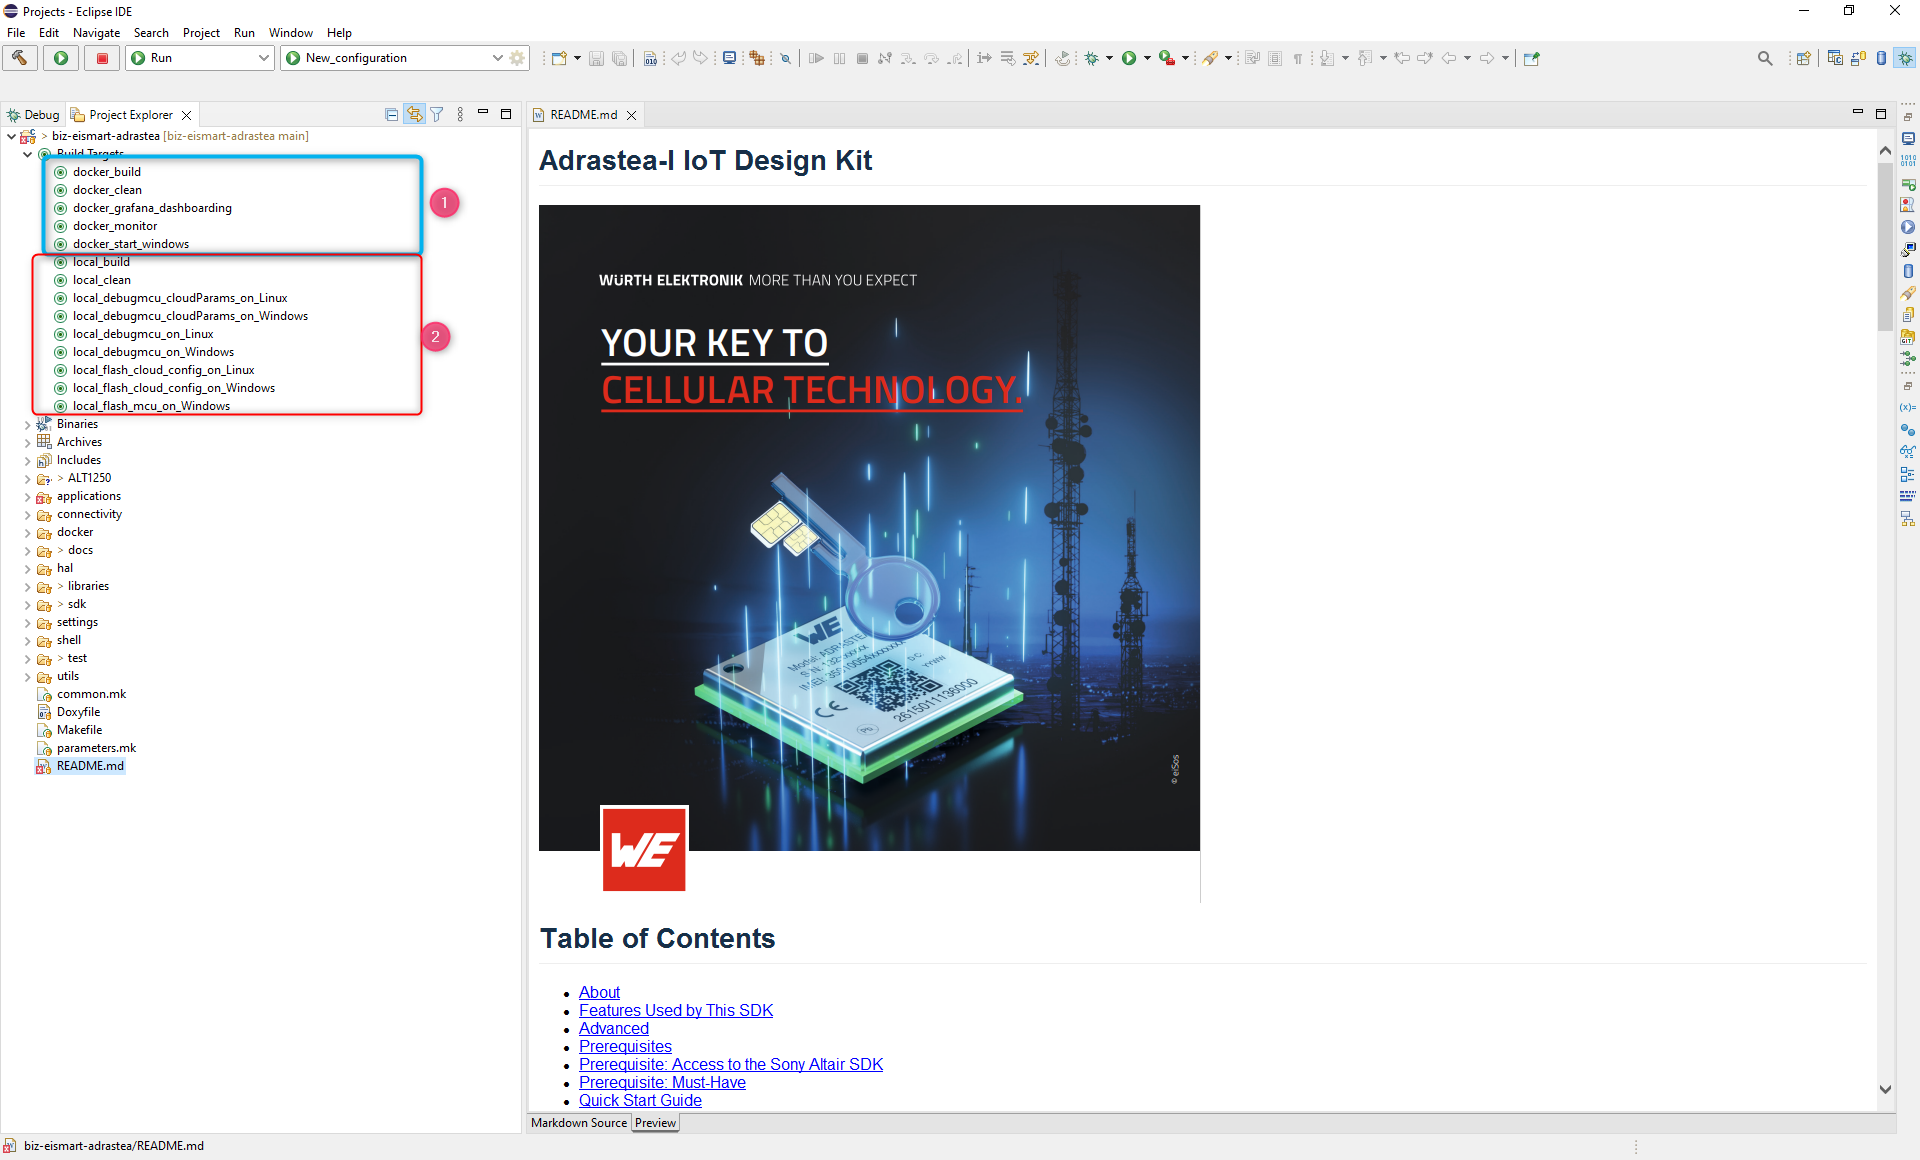 Projects - Eclipse IDE
File Edit Navigate Search Project Run Window Help
Run New_configuration
Debug Project Explorer
> biz-eismart-adrastea [biz-eismart-adrastea main]
Build Targets
docker_build
docker_clean
docker_grafana_dashboarding
docker_monitor
docker_start_windows
1
local_build
local_clean
local_debugmcu_cloudParams_on_Linux
local_debugmcu_cloudParams_on_Windows
local_debugmcu_on_Linux
local_debugmcu_on_Windows
local_flash_cloud_config_on_Linux
local_flash_cloud_config_on_Windows
local_flash_mcu_on_Windows
2
Binaries
Archives
Includes
> ALT1250
applications
connectivity
docker
> docs
hal
> libraries
> sdk
settings
shell
> test
utils
common.mk
Doxyfile
Makefile
parameters.mk
README.md
README.md
Adrastea-I IoT Design Kit
WÜRTH ELEKTRONIK MORE THAN YOU EXPECT
YOUR KEY TO
CELLULAR TECHNOLOGY.
WE
2615011136000
© eiSos
WE
Table of Contents
About
Features Used by This SDK
Advanced
Prerequisites
Prerequisite: Access to the Sony Altair SDK
Prerequisite: Must-Have
Quick Start Guide
Markdown Source Preview
biz-eismart-adrastea/README.md